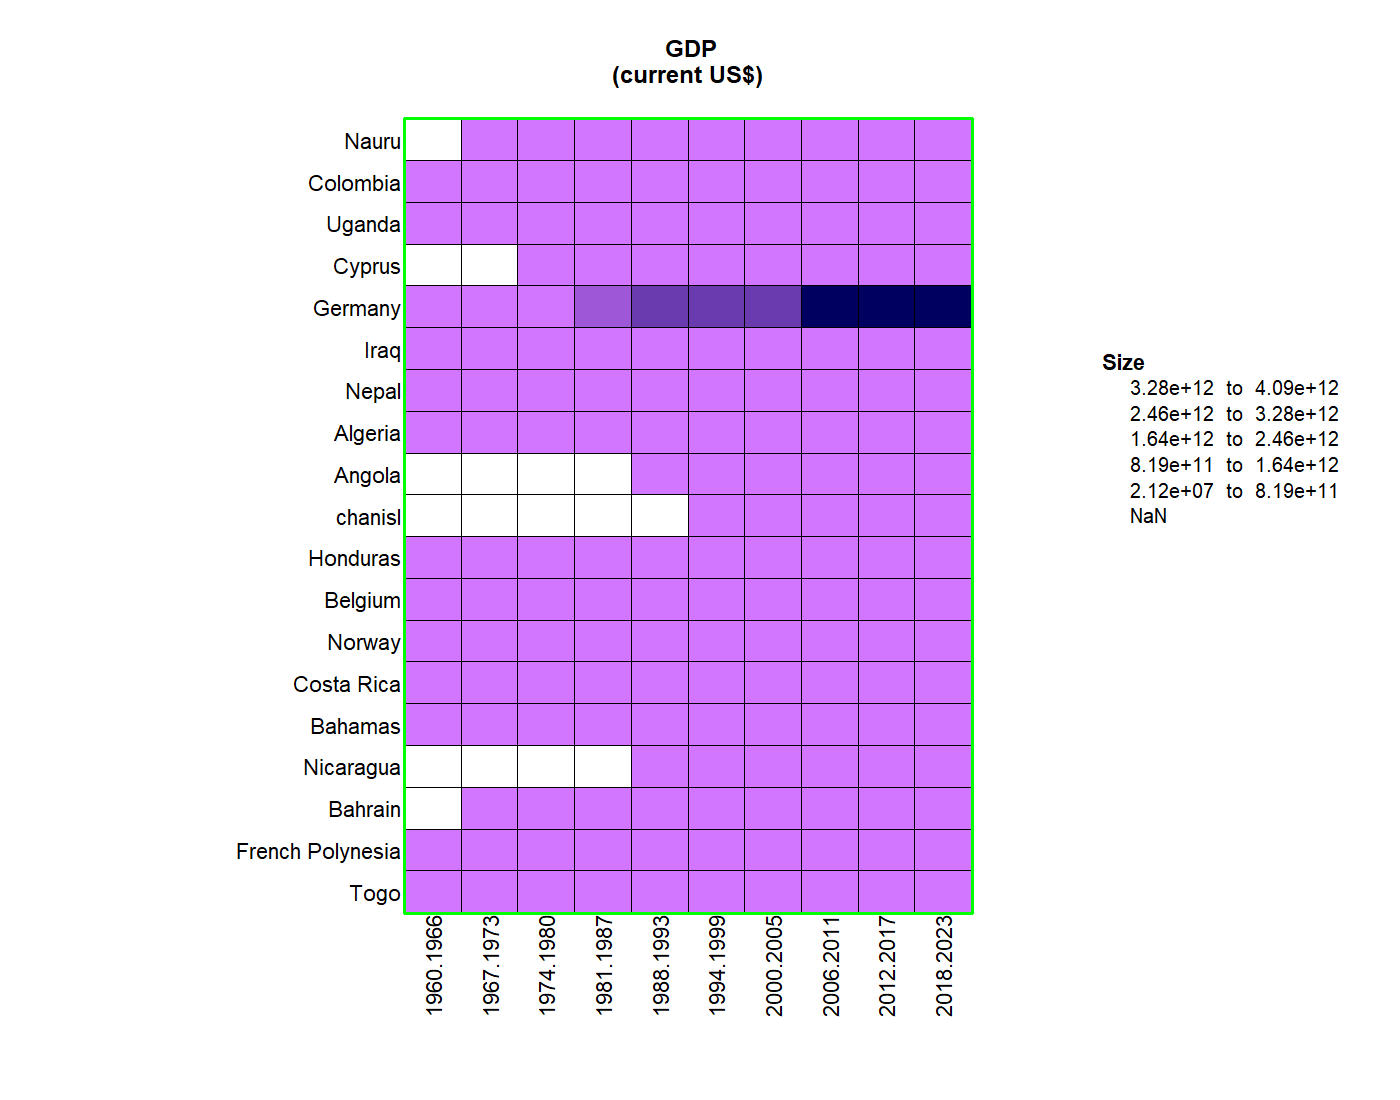 GDP
(current US$)
Nauru
Colombia
Uganda
Cyprus
Germany
Iraq
Nepal
Algeria
Angola
chanisl
Honduras
Belgium
Norway
Costa Rica
Bahamas
Nicaragua
Bahrain
French Polynesia
Togo
1960.1966
1967.1973
1974.1980
1981.1987
1988.1993
1994.1999
2000.2005
2006.2011
2012.2017
2018.2023
Size
3.28e+12 to 4.09e+12
2.46e+12 to 3.28e+12
1.64e+12 to 2.46e+12
8.19e+11 to 1.64e+12
2.12e+07 to 8.19e+11
NaN